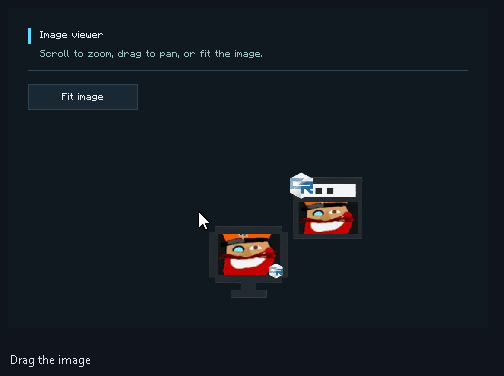 Image viewer
Scroll to zoom, drag to pan, or fit the image.
Fit image
Drag the image